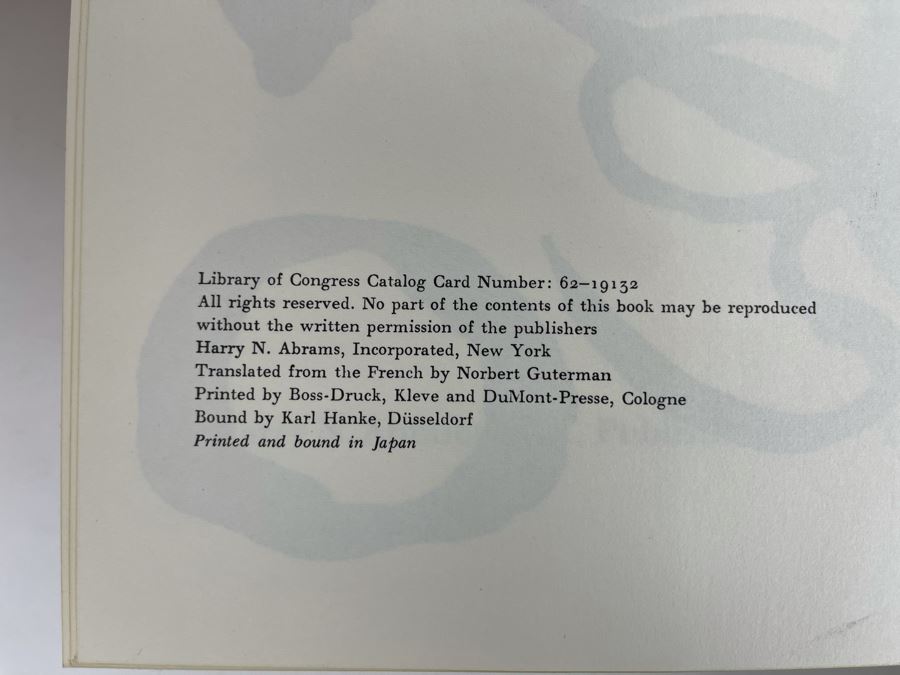 Library of Congress Catalog Card Number: 62–19132
All rights reserved. No part of the contents of this book may be reproduced
without the written permission of the publishers
Harry N. Abrams, Incorporated, New York
Translated from the French by Norbert Guterman
Printed by Boss-Druck, Kleve and DuMont-Presse, Cologne
Bound by Karl Hanke, Düsseldorf
Printed and bound in Japan